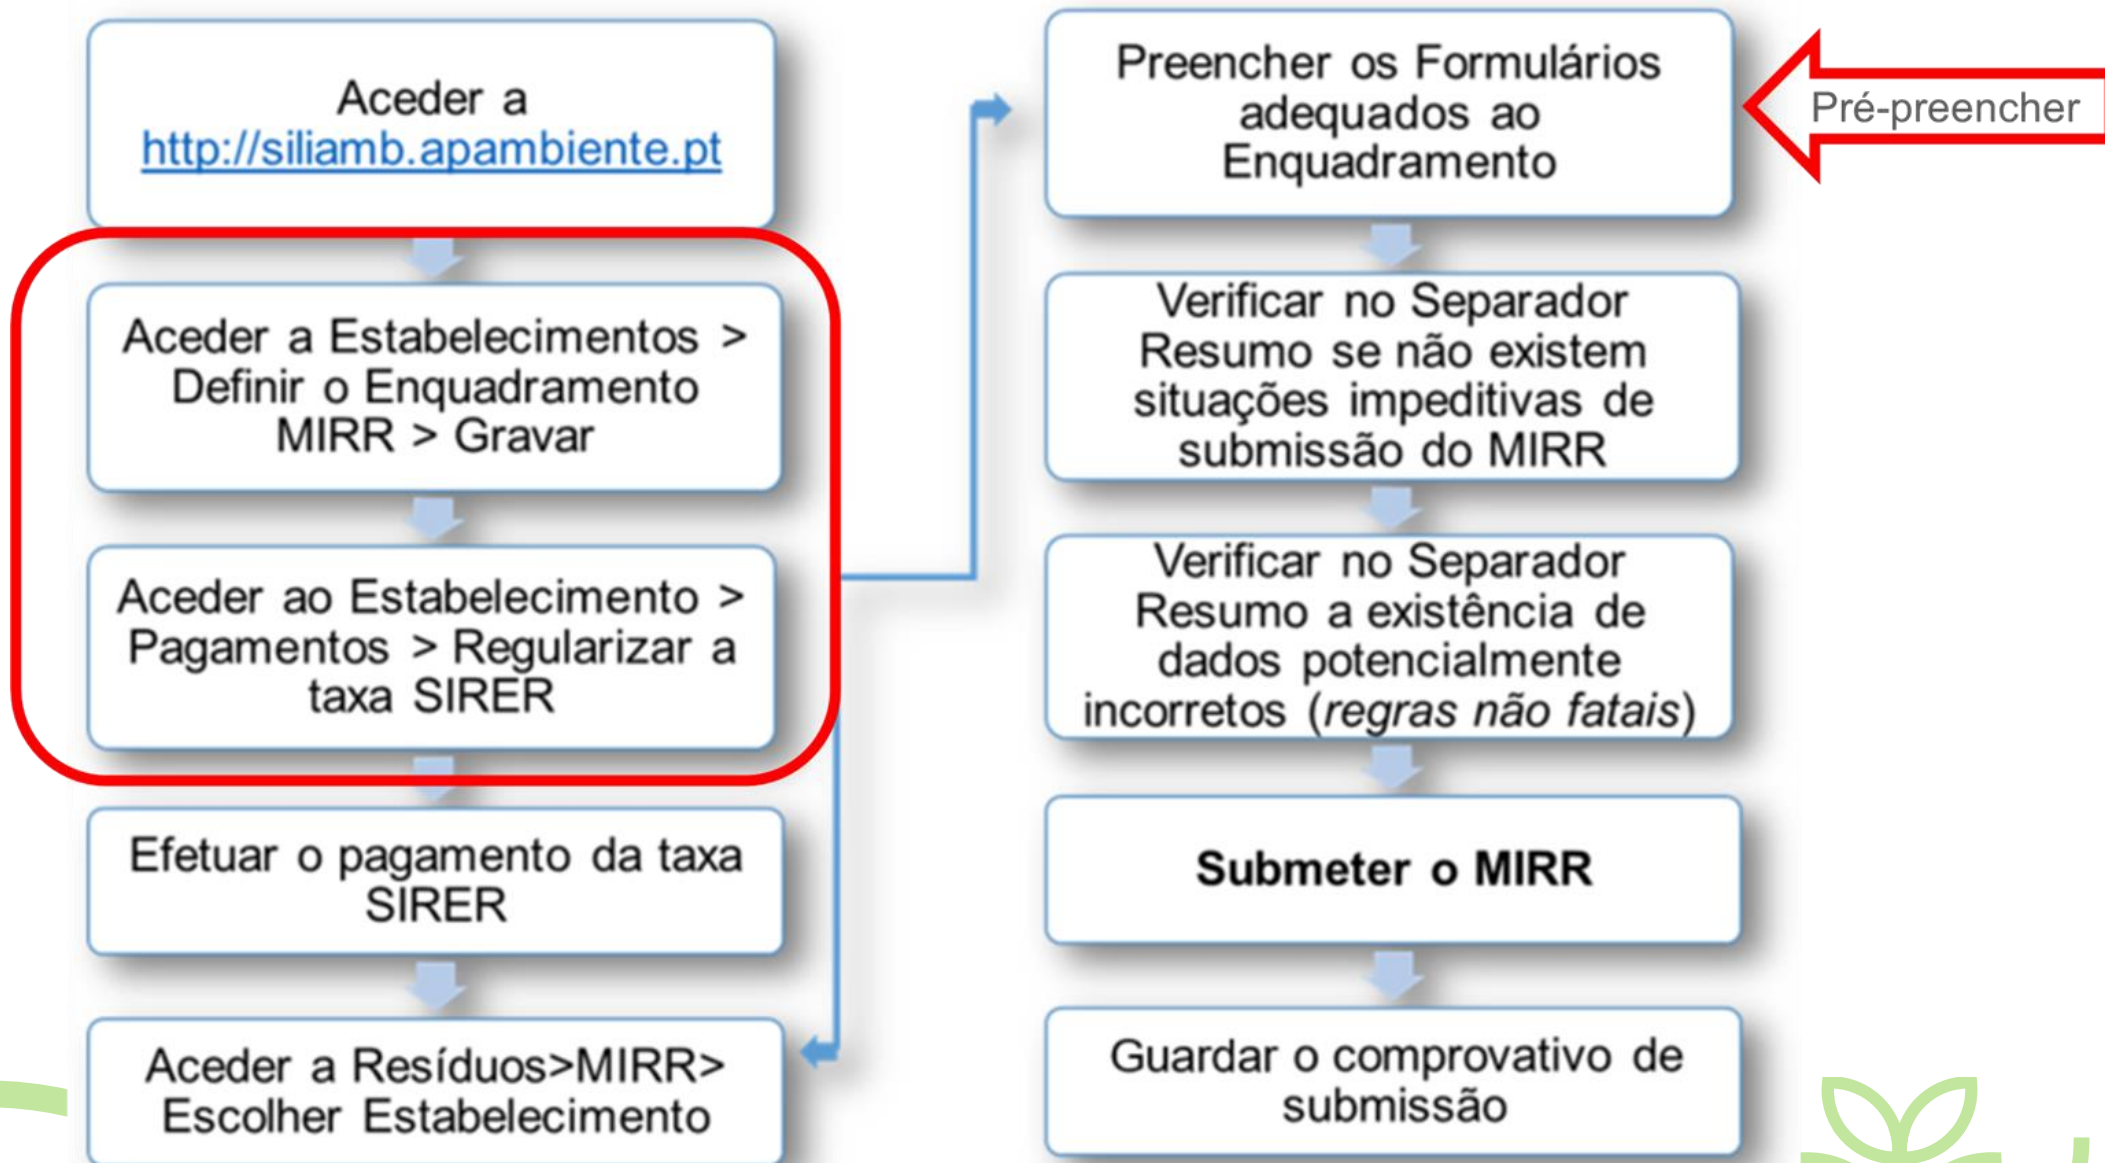 Aceder a
http://siliamb.apambiente.pt
Aceder a Estabelecimentos >
Definir o Enquadramento
MIRR > Gravar
Aceder ao Estabelecimento >
Pagamentos > Regularizar a
taxa SIRER
Efetuar o pagamento da taxa
SIRER
Aceder a Resíduos>MIRR>
Escolher Estabelecimento
Preencher os Formulários
adequados ao
Enquadramento
Pré-preencher
Verificar no Separador
Resumo se não existem
situações impeditivas de
submissão do MIRR
Verificar no Separador
Resumo a existência de
dados potencialmente
incorretos (regras não fatais)
Submeter o MIRR
Guardar o comprovativo de
submissão